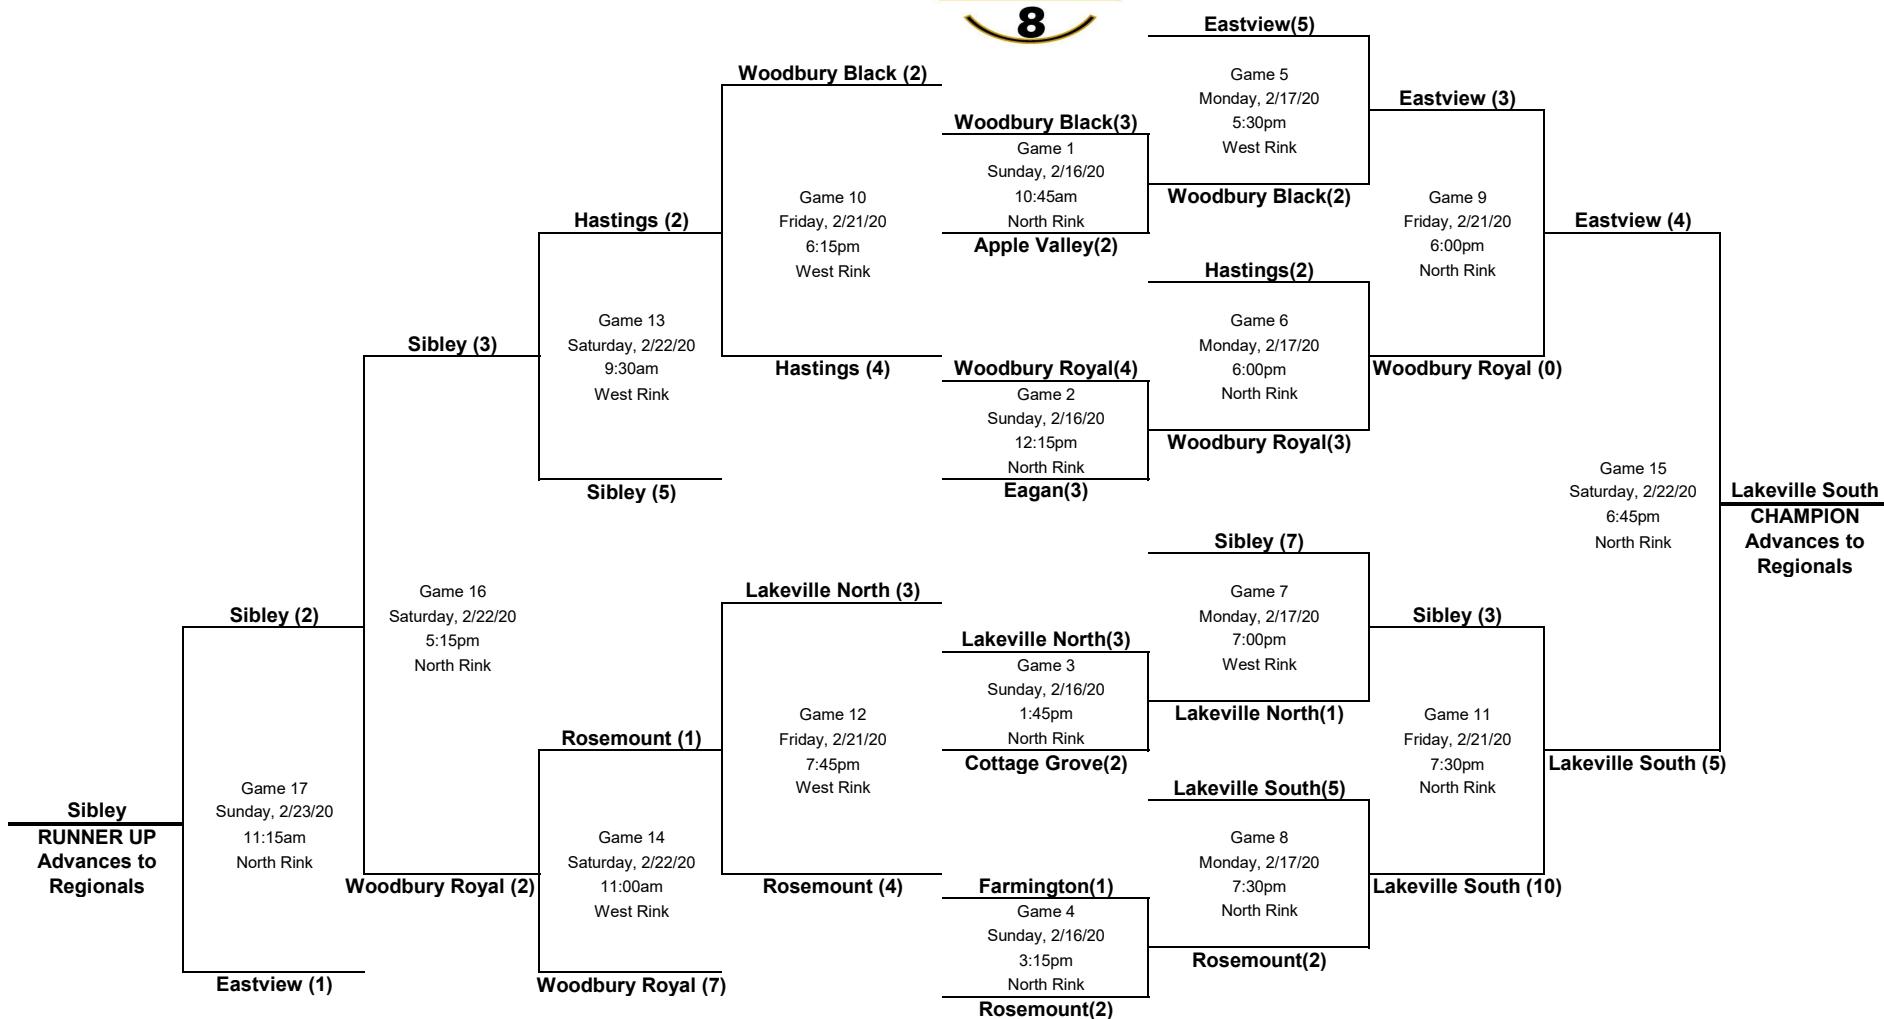 8
Eastview(5)
Game 5
Monday, 2/17/20
5:30pm
West Rink
Woodbury Black(2)
Woodbury Black (2)
Game 10
Friday, 2/21/20
6:15pm
West Rink
Hastings (4)
Woodbury Black(3)
Game 1
Sunday, 2/16/20
10:45am
North Rink
Apple Valley(2)
Eastview (3)
Game 9
Friday, 2/21/20
6:00pm
North Rink
Woodbury Royal (0)
Hastings (2)
Game 13
Saturday, 2/22/20
9:30am
West Rink
Sibley (5)
Eastview (4)
Game 15
Saturday, 2/22/20
6:45pm
North Rink
Lakeville South (5)
Hastings(2)
Game 6
Monday, 2/17/20
6:00pm
North Rink
Woodbury Royal(3)
Sibley (3)
Game 16
Saturday, 2/22/20
5:15pm
North Rink
Woodbury Royal (2)
Woodbury Royal(4)
Game 2
Sunday, 2/16/20
12:15pm
North Rink
Eagan(3)
Lakeville South
CHAMPION
Advances to
Regionals
Sibley (7)
Game 7
Monday, 2/17/20
7:00pm
West Rink
Lakeville North(1)
Lakeville North (3)
Game 12
Friday, 2/21/20
7:45pm
West Rink
Rosemount (4)
Sibley (2)
Game 17
Sunday, 2/23/20
11:15am
North Rink
Eastview (1)
Sibley (3)
Game 11
Friday, 2/21/20
7:30pm
North Rink
Lakeville South (10)
Lakeville North(3)
Game 3
Sunday, 2/16/20
1:45pm
North Rink
Cottage Grove(2)
Rosemount (1)
Game 14
Saturday, 2/22/20
11:00am
West Rink
Woodbury Royal (7)
Lakeville South(5)
Game 8
Monday, 2/17/20
7:30pm
North Rink
Rosemount(2)
Sibley
RUNNER UP
Advances to
Regionals
Farmington(1)
Game 4
Sunday, 2/16/20
3:15pm
North Rink
Rosemount(2)